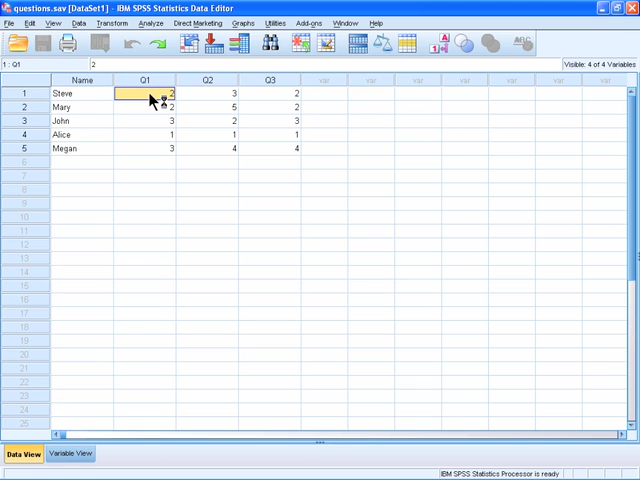 questions.sav [DataSet1] - IBM SPSS Statistics Data Editor
File Edit View Data Transform Analyze Direct Marketing Graphs Utilities Add-ons Window Help
1 : Q1 2 Visible: 4 of 4 Variables
Name Q1 Q2 Q3 var var var var var var var
1 Steve 2 3 2
2 Mary 2 5 2
3 John 3 2 3
4 Alice 1 1 1
5 Megan 3 4 4
6
7
8
9
10
11
12
13
14
15
16
17
18
19
20
21
22
23
24
25
Data View Variable View
IBM SPSS Statistics Processor is ready